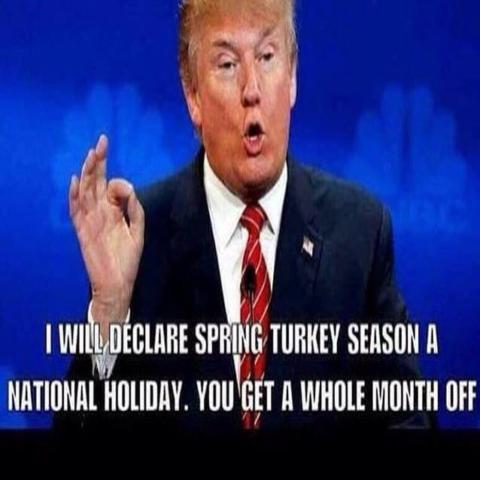 I WILL DECLARE SPRING TURKEY SEASON A
NATIONAL HOLIDAY. YOU GET A WHOLE MONTH OFF